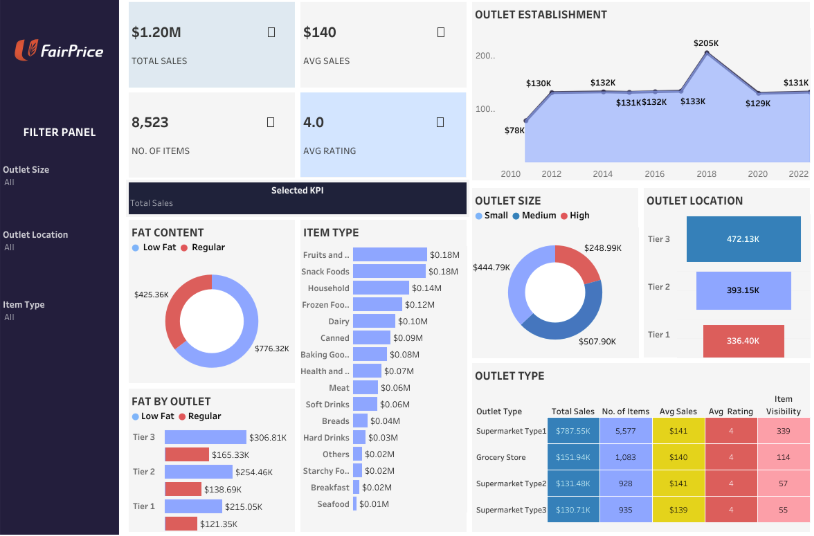 FairPrice
FILTER PANEL
Outlet Size
All
Outlet Location
All
Item Type
All
$1.20M
TOTAL SALES
$140
AVG SALES
8,523
NO. OF ITEMS
4.0
AVG RATING
Selected KPI
Total Sales
FAT CONTENT
Low Fat Regular
$425.36K
$776.32K
FAT BY OUTLET
Low Fat Regular
Tier 3 $306.81K
$165.33K
Tier 2 $254.46K
$138.69K
Tier 1 $215.05K
$121.35K
ITEM TYPE
Fruits and .. $0.18M
Snack Foods $0.18M
Household $0.14M
Frozen Foo.. $0.12M
Dairy $0.10M
Canned $0.09M
Baking Goo.. $0.08M
Health and .. $0.07M
Meat $0.06M
Soft Drinks $0.06M
Breads $0.04M
Hard Drinks $0.03M
Others $0.02M
Starchy Fo.. $0.02M
Breakfast $0.02M
Seafood $0.01M
OUTLET ESTABLISHMENT
200..
100..
$78K
$130K
$132K
$131K
$132K
$133K
$205K
$129K
$131K
2010 2012 2014 2016 2018 2020 2022
OUTLET SIZE
Small Medium High
$248.99K
$444.79K
$507.90K
OUTLET LOCATION
Tier 3 472.13K
Tier 2 393.15K
Tier 1 336.40K
OUTLET TYPE
Outlet Type Total Sales No. of Items Avg Sales Avg Rating Item Visibility
Supermarket Type1 $787.55K 5,577 $141 4 339
Grocery Store $151.94K 1,083 $140 4 114
Supermarket Type2 $131.48K 928 $141 4 57
Supermarket Type3 $130.71K 935 $139 4 55